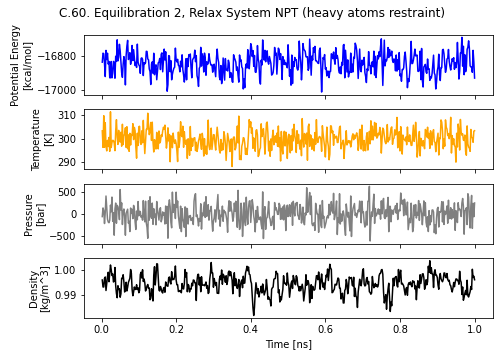 C.60. Equilibration 2, Relax System NPT (heavy atoms restraint)
Potential Energy
[kcal/mol]
−16800
−17000
Temperature
[K]
310
300
290
Pressure
[bar]
500
0
−500
Density
[kg/m^3]
1.00
0.99
0.0 0.2 0.4 0.6 0.8 1.0
Time [ns]